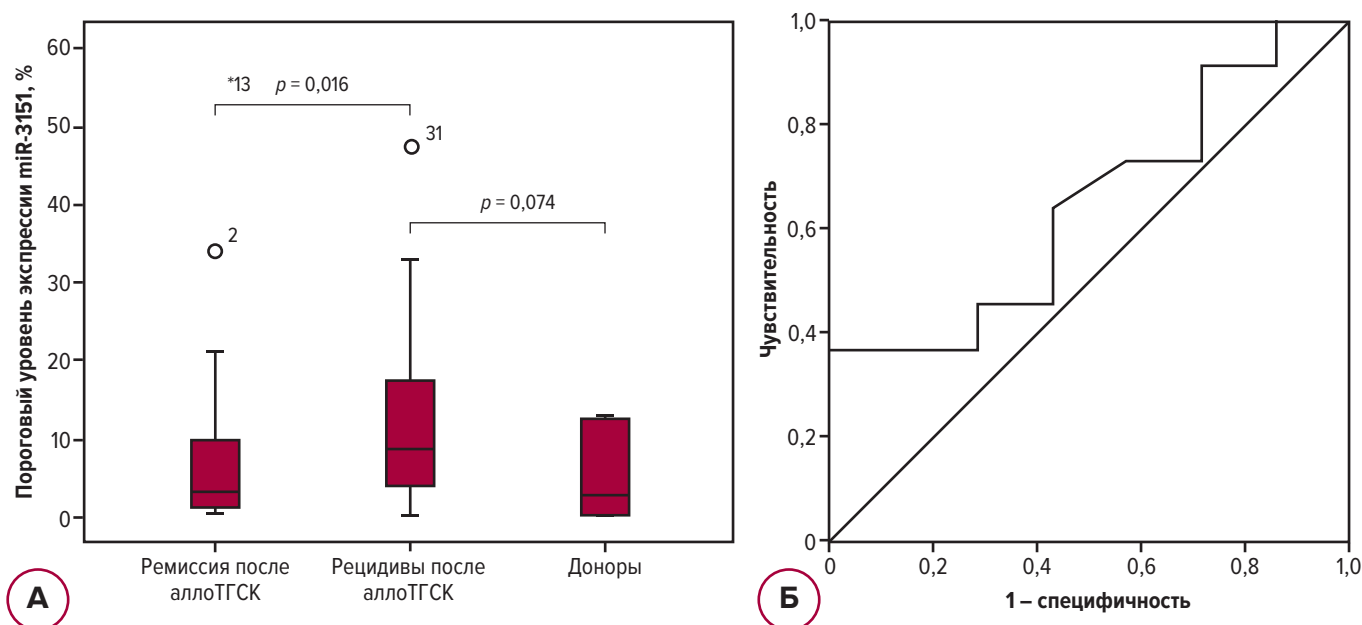 Пороговый уровень экспрессии miR-3151, %
60
50
40
30
20
10
0
*13 p = 0,016
31
2
p = 0,074
Ремиссия после
аллоТГСК
Рецидивы после
аллоТГСК
Доноры
А
Чувствительность
1,0
0,8
0,6
0,4
0,2
0
0 0,2 0,4 0,6 0,8 1,0
1 – специфичность
Б